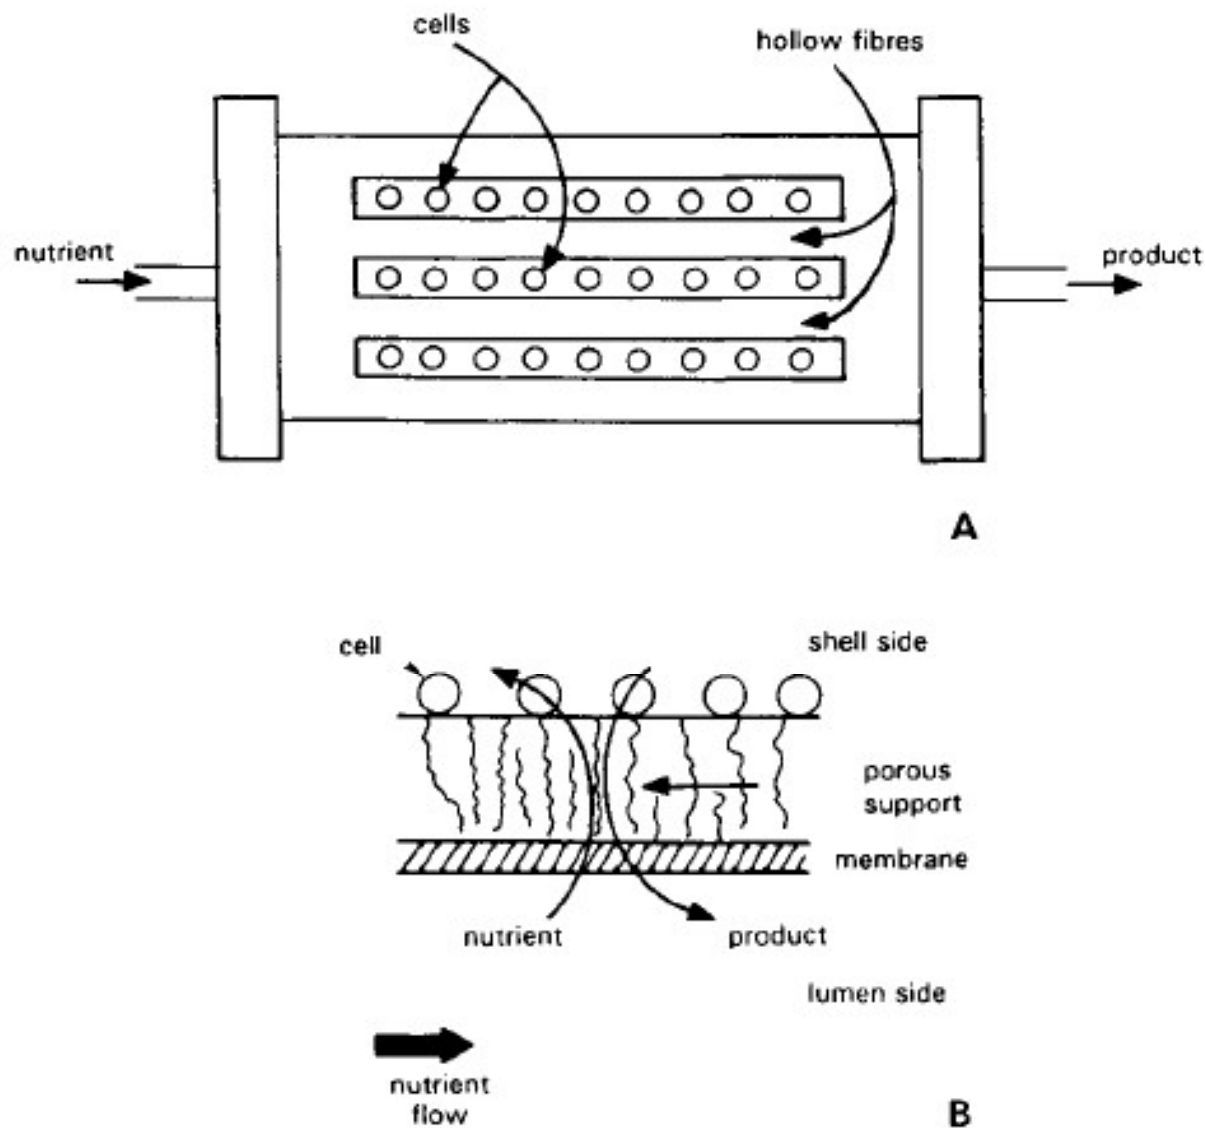 cells
hollow fibres
nutrient
product
A
cell
shell side
porous
support
membrane
nutrient
product
lumen side
nutrient
flow
B